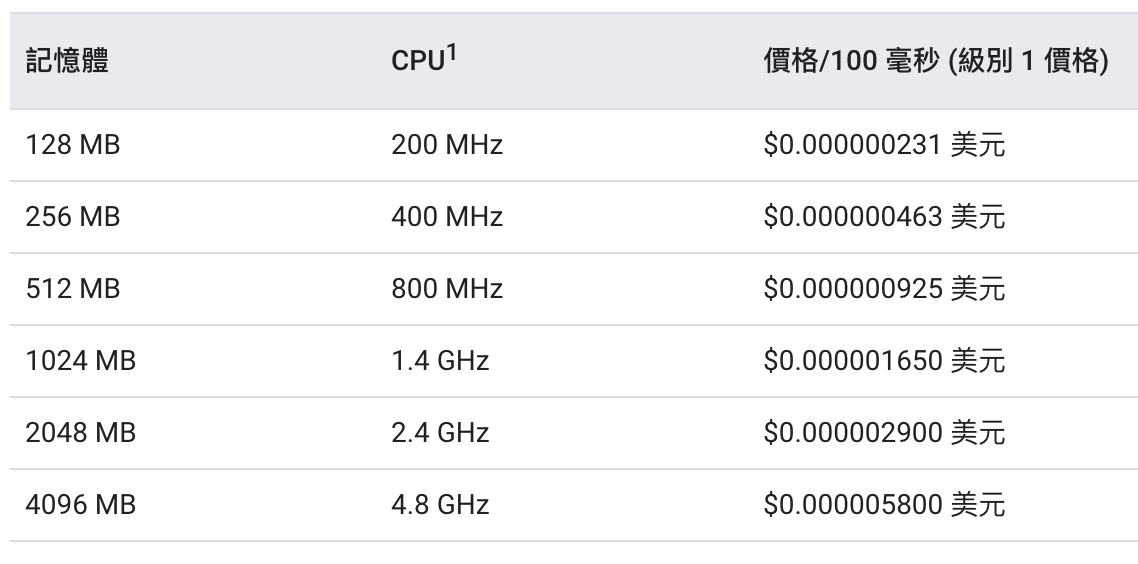 記憶體 CPU¹ 價格/100 毫秒 (級別 1 價格)
128 MB 200 MHz $0.000000231 美元
256 MB 400 MHz $0.000000463 美元
512 MB 800 MHz $0.000000925 美元
1024 MB 1.4 GHz $0.000001650 美元
2048 MB 2.4 GHz $0.000002900 美元
4096 MB 4.8 GHz $0.000005800 美元